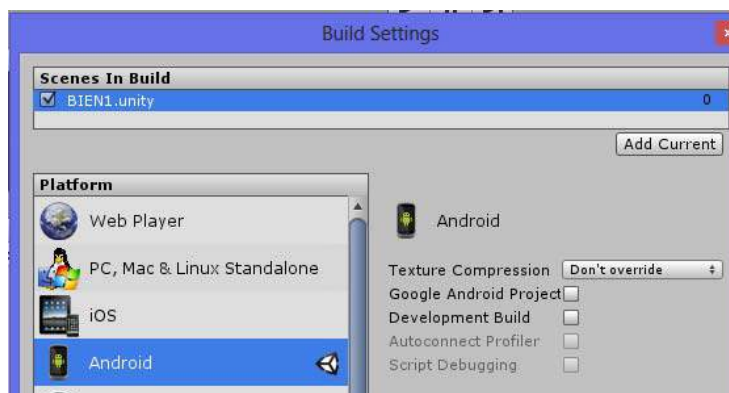 Build Settings
Scenes In Build
BIEN1.unity 0
Add Current
Platform
Web Player
PC, Mac & Linux Standalone
iOS
Android
Android
Texture Compression Don't override
Google Android Project
Development Build
Autoconnect Profiler
Script Debugging